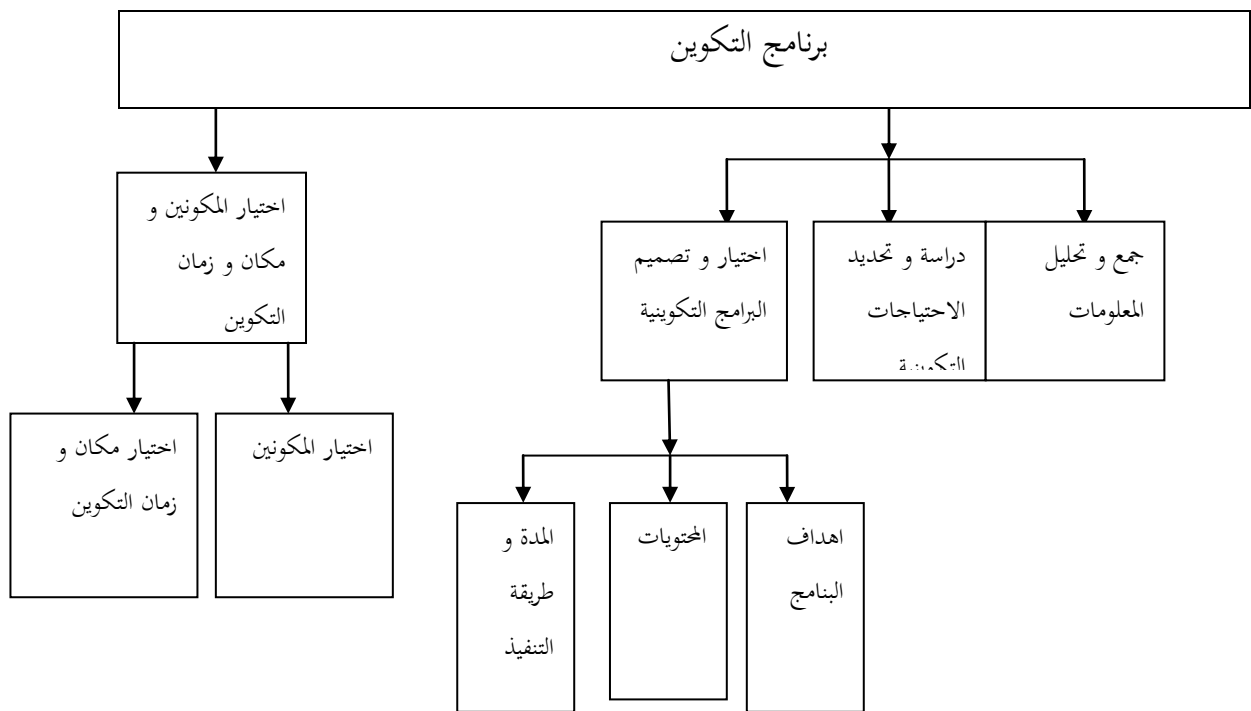 برنامج التكوين
جمع و تحليل
المعلومات
دراسة و تحديد
الاحتياجات
التكوينية
اختيار و تصميم
البرامج التكوينية
اختيار المكونين و
مكان و زمان
التكوين
اختيار المكونين
اختيار مكان و
زمان التكوين
اهداف
البنامج
المحتويات
المدة و
طريقة
التنفيذ